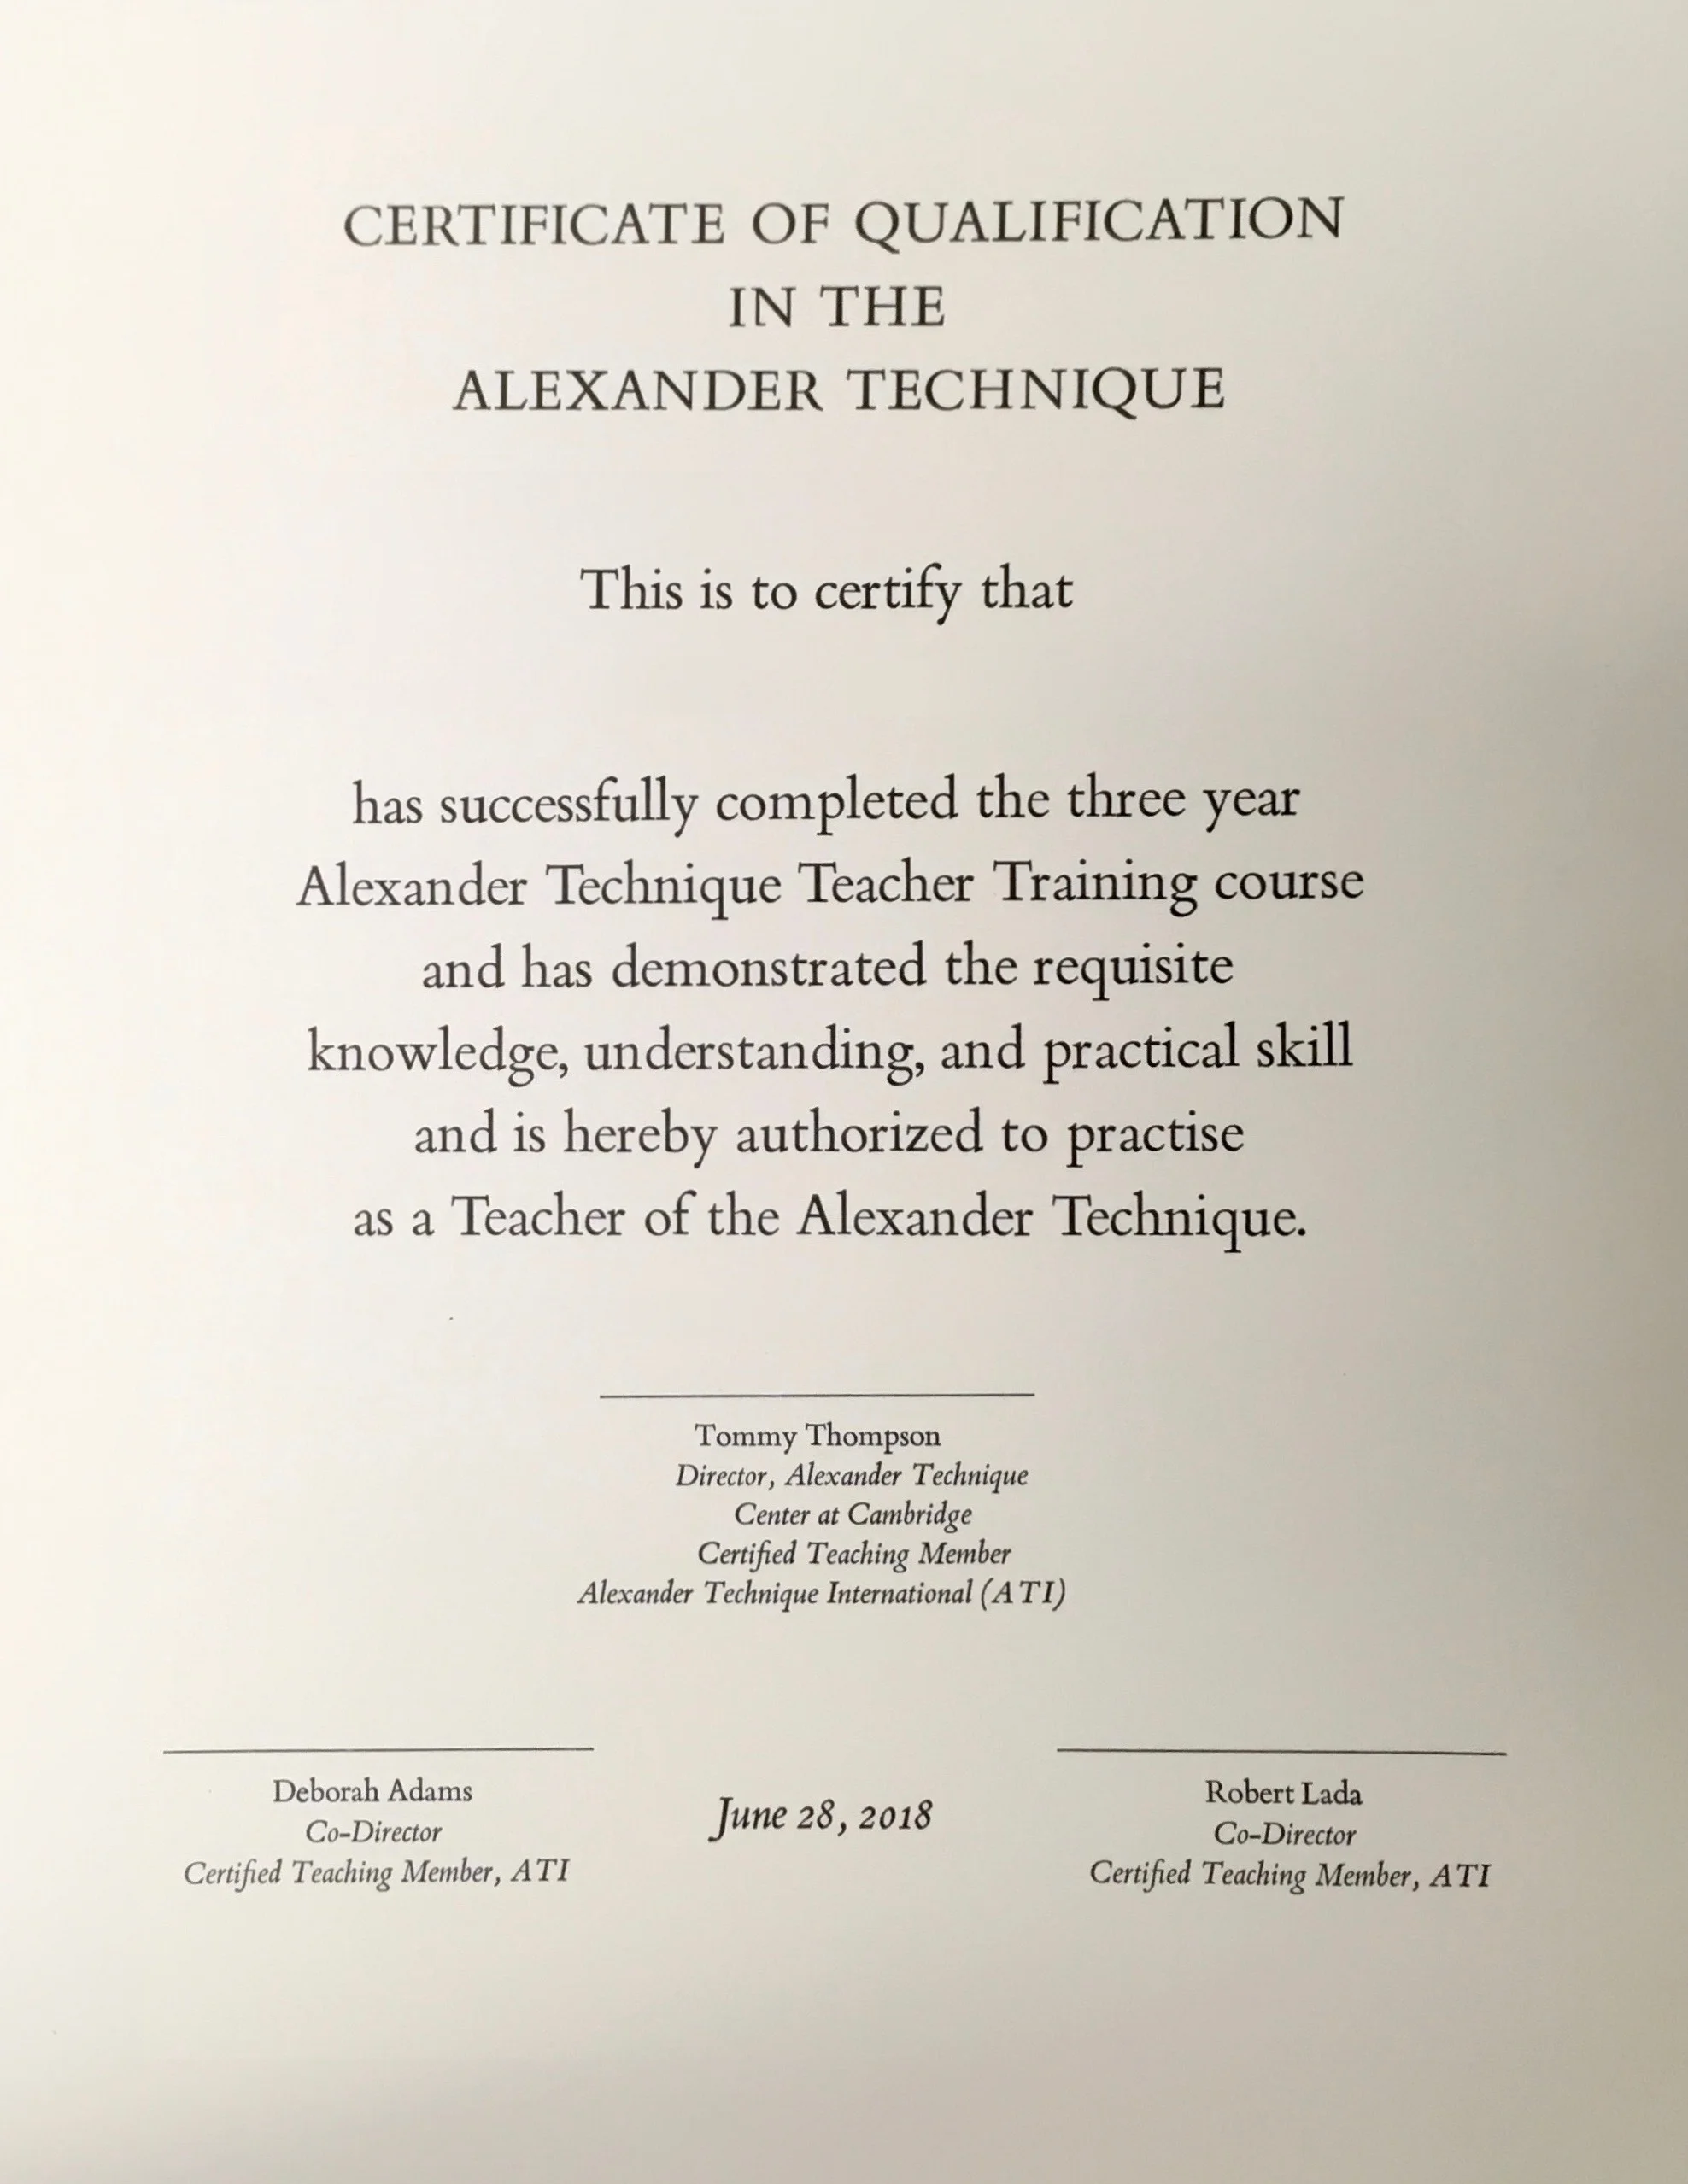 CERTIFICATE OF QUALIFICATION
IN THE
ALEXANDER TECHNIQUE
This is to certify that
has successfully completed the three year
Alexander Technique Teacher Training course
and has demonstrated the requisite
knowledge, understanding, and practical skill
and is hereby authorized to practise
as a Teacher of the Alexander Technique.
Tommy Thompson
Director, Alexander Technique
Center at Cambridge
Certified Teaching Member
Alexander Technique International (ATI)
Deborah Adams
Co-Director
Certified Teaching Member, ATI
June 28, 2018
Robert Lada
Co-Director
Certified Teaching Member, ATI